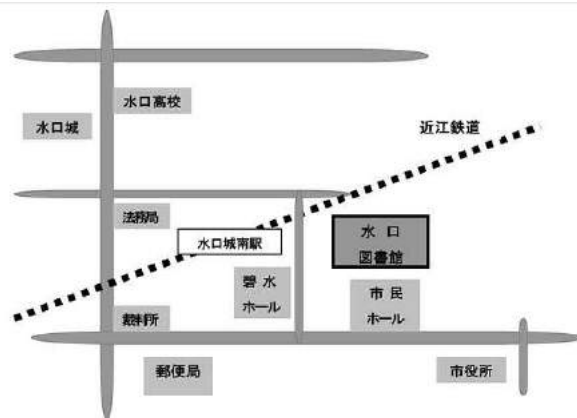 水口高校
水口城
近江鉄道
法務局
水口城南駅
水口
図書館
碧水
ホール
市民
ホール
裁判所
郵便局
市役所